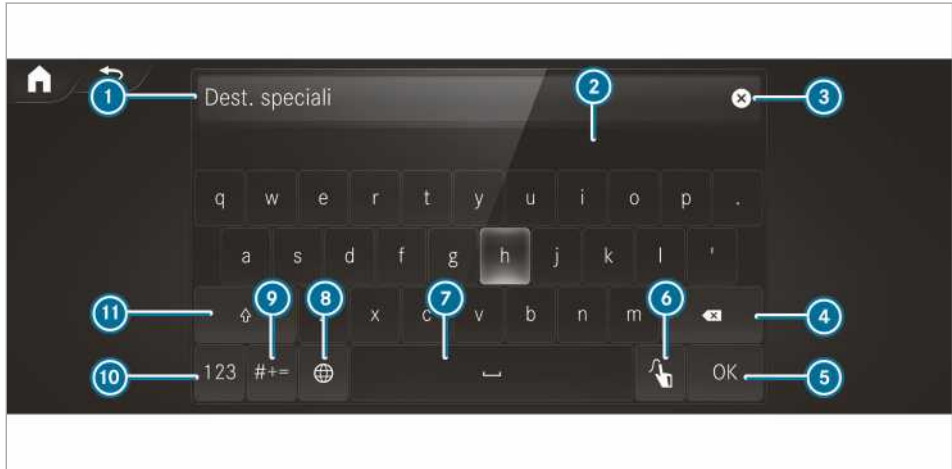 1 Dest. speciali 2 3
q w e r t y u i o p .
a s d f g h j k l '
11 9 8 x c 7 v b n m 6 4
10 123 #+= OK 5